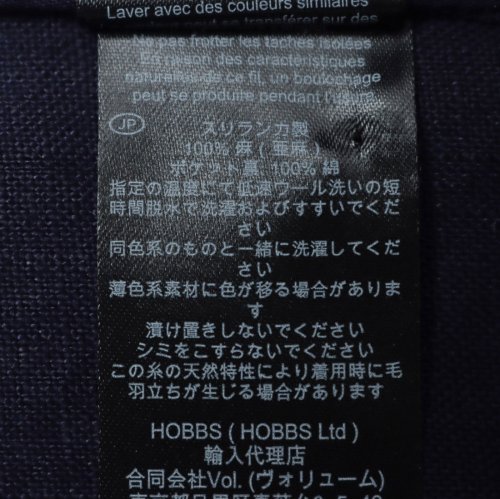 Laver avec des couleurs similaires
peut se transférer sur des
Ne pas frotter les taches isolées
En raison des caractéristiques
naturelles de ce fil, un boulochage
peut se produire pendant l'usure
JP
スリランカ製
100% 麻 ( 亜麻 )
ポケット裏 100% 綿
指定の温度にて低速ウール洗いの短
時間脱水で洗濯およびすすいでくだ
さい
同色系のものと一緒に洗濯してくだ
さい
薄色系素材に色が移る場合がありま
す
漬け置きしないでください
シミをこすらないでください
この糸の天然特性により着用時に毛
羽立ちが生じる場合があります
HOBBS ( HOBBS Ltd )
輸入代理店
合同会社Vol. (ヴォリューム)